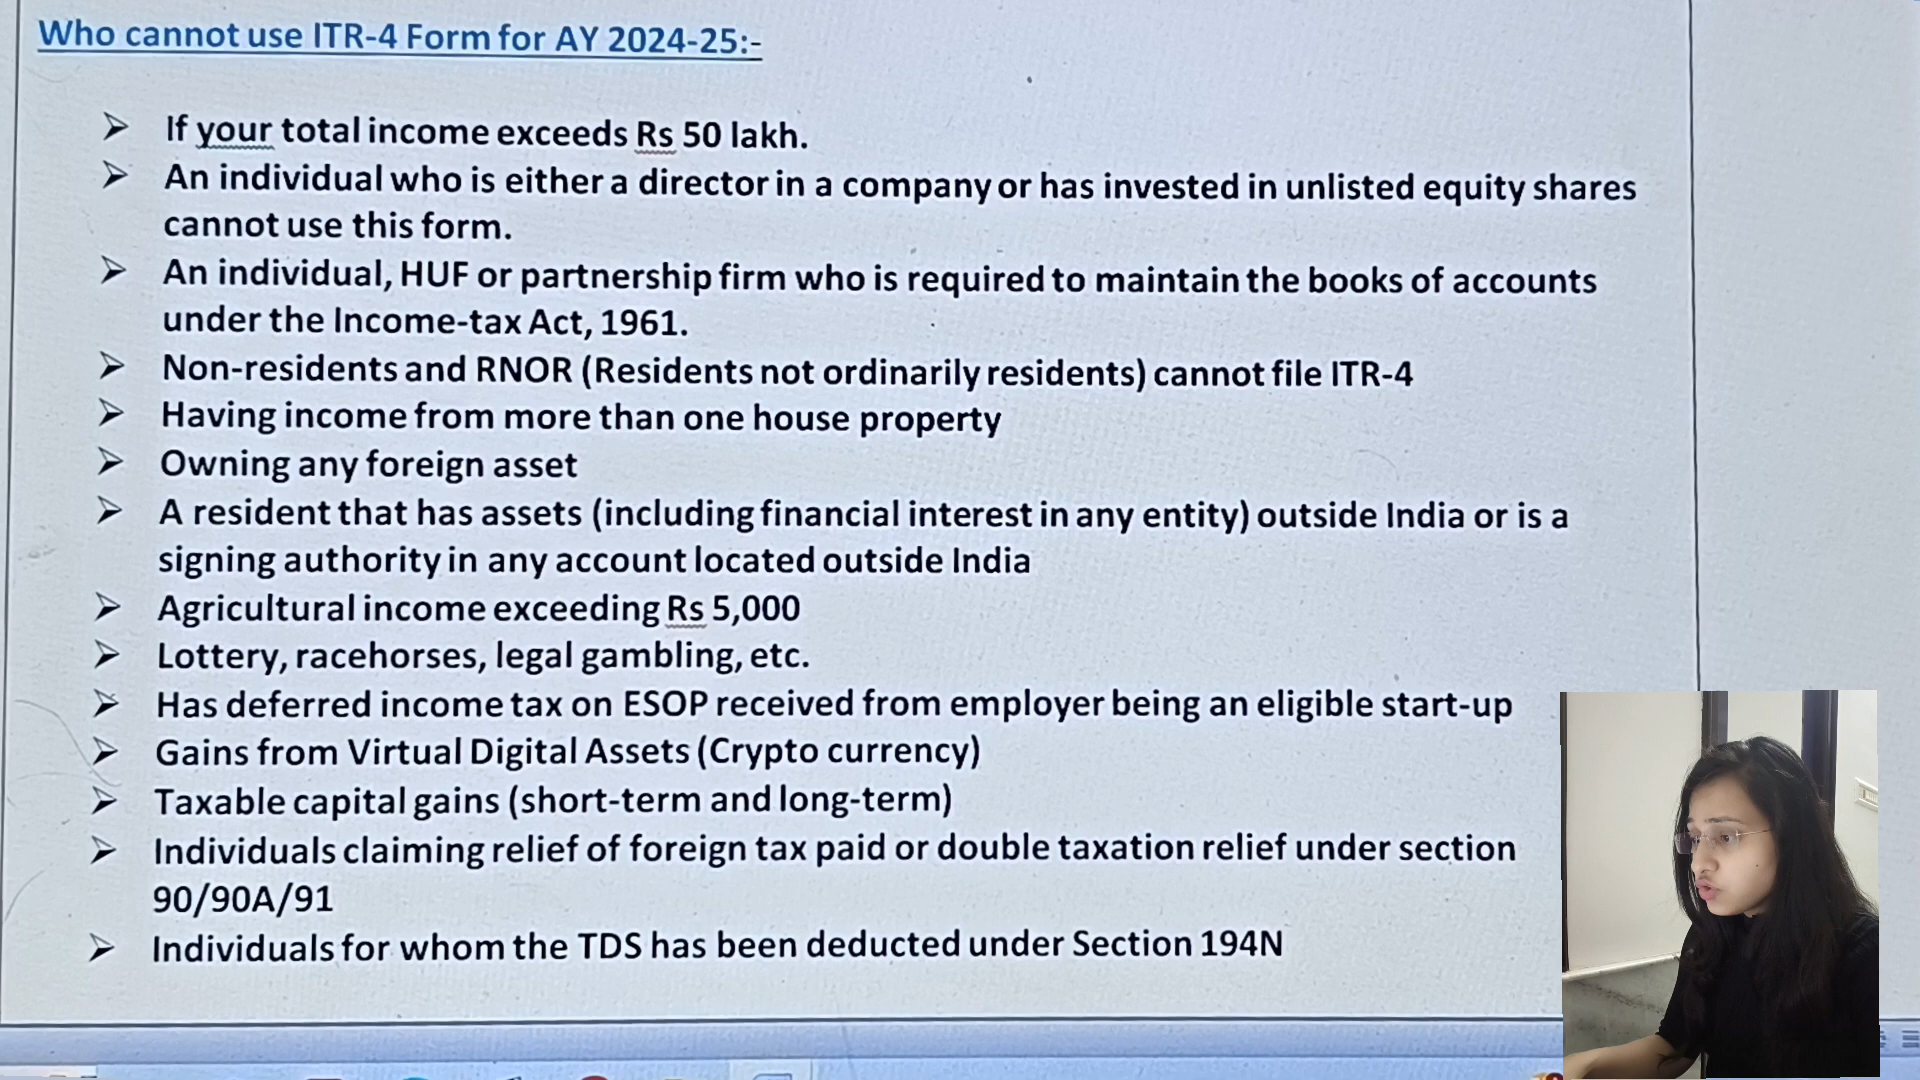 Who cannot use ITR-4 Form for AY 2024-25:-
➢ If your total income exceeds Rs 50 lakh.
➢ An individual who is either a director in a company or has invested in unlisted equity shares
cannot use this form.
➢ An individual, HUF or partnership firm who is required to maintain the books of accounts
under the Income-tax Act, 1961.
➢ Non-residents and RNOR (Residents not ordinarily residents) cannot file ITR-4
➢ Having income from more than one house property
➢ Owning any foreign asset
➢ A resident that has assets (including financial interest in any entity) outside India or is a
signing authority in any account located outside India
➢ Agricultural income exceeding Rs 5,000
➢ Lottery, racehorses, legal gambling, etc.
➢ Has deferred income tax on ESOP received from employer being an eligible start-up
➢ Gains from Virtual Digital Assets (Crypto currency)
➢ Taxable capital gains (short-term and long-term)
➢ Individuals claiming relief of foreign tax paid or double taxation relief under section
90/90A/91
➢ Individuals for whom the TDS has been deducted under Section 194N